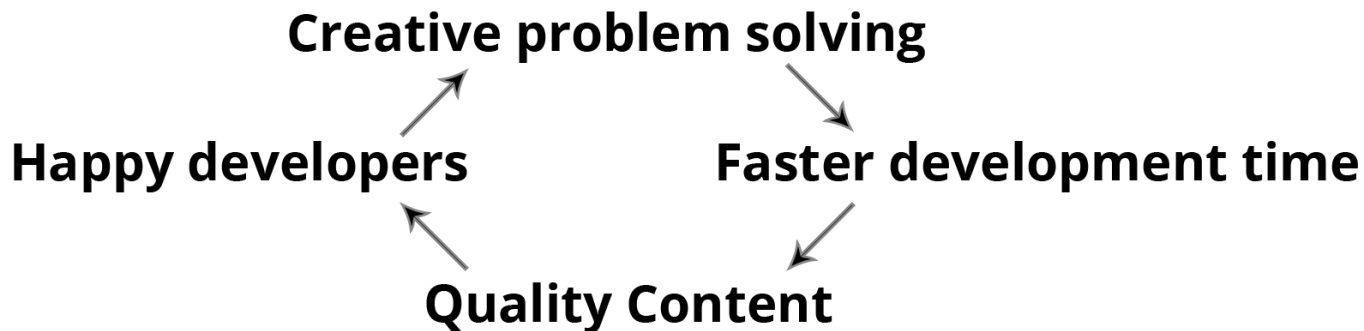 Creative problem solving
Happy developers
Faster development time
Quality Content